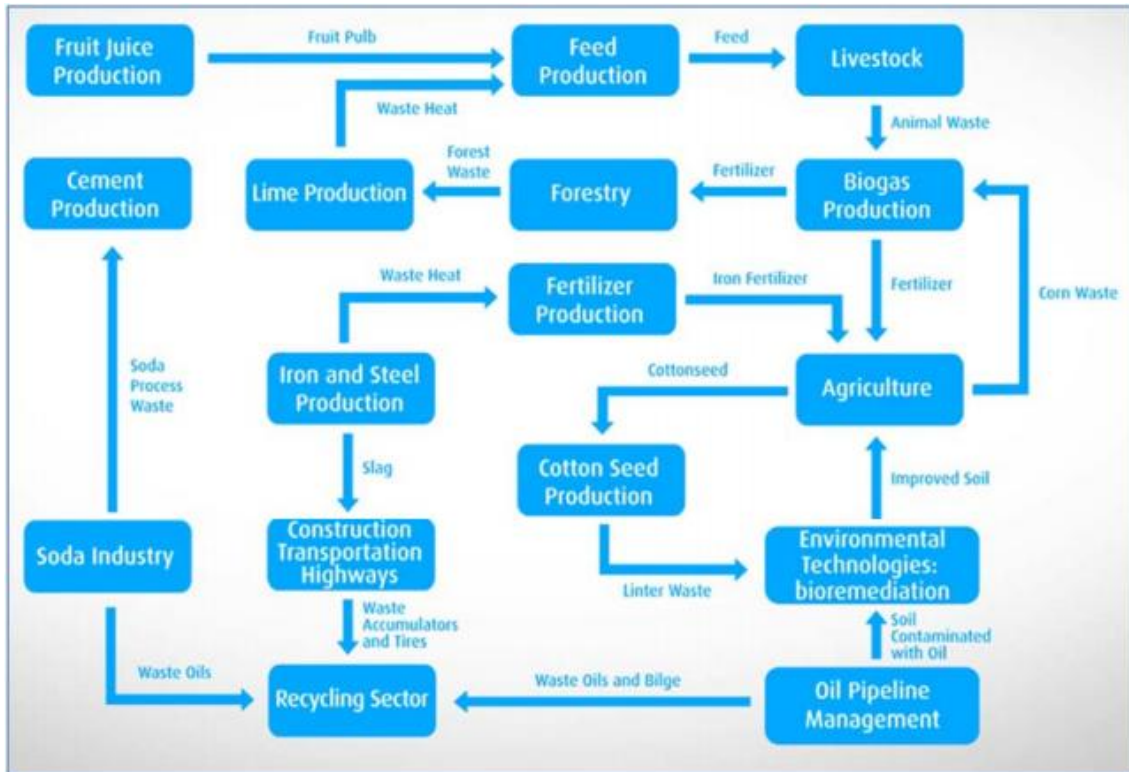 Fruit Juice
Production
Fruit Pulb
Feed
Production
Feed
Livestock
Waste Heat
Animal Waste
Cement
Production
Lime Production
Forest
Waste
Forestry
Fertilizer
Biogas
Production
Waste Heat
Fertilizer
Production
Iron Fertilizer
Fertilizer
Corn Waste
Soda
Process
Waste
Iron and Steel
Production
Cottonseed
Agriculture
Slag
Cotton Seed
Production
Improved Soil
Soda Industry
Construction
Transportation
Highways
Linter Waste
Environmental
Technologies:
bioremediation
Waste
Accumulators
and Tires
Soil
Contaminated
with Oil
Waste Oils
Recycling Sector
Waste Oils and Bilge
Oil Pipeline
Management